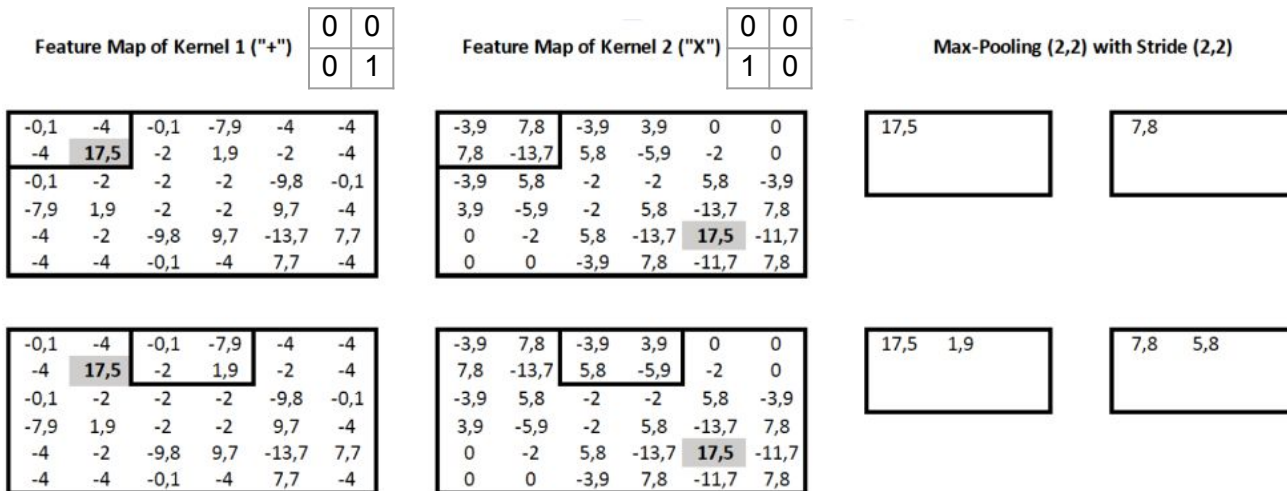 Feature Map of Kernel 1 ("+") 0 0 Feature Map of Kernel 2 ("X") 0 0 Max-Pooling (2,2) with Stride (2,2)
0 1 1 0
-0,1 -4 -0,1 -7,9 -4 -4 -3,9 7,8 -3,9 3,9 0 0 17,5 7,8
-4 17,5 -2 1,9 -2 -4 7,8 -13,7 5,8 -5,9 -2 0
-0,1 -2 -2 -2 -9,8 -0,1 -3,9 5,8 -2 -2 5,8 -3,9
-7,9 1,9 -2 -2 9,7 -4 3,9 -5,9 -2 5,8 -13,7 7,8
-4 -2 -9,8 9,7 -13,7 7,7 0 -2 5,8 -13,7 17,5 -11,7
-4 -4 -0,1 -4 7,7 -4 0 0 -3,9 7,8 -11,7 7,8
-0,1 -4 -0,1 -7,9 -4 -4 -3,9 7,8 -3,9 3,9 0 0 17,5 1,9 7,8 5,8
-4 17,5 -2 1,9 -2 -4 7,8 -13,7 5,8 -5,9 -2 0
-0,1 -2 -2 -2 -9,8 -0,1 -3,9 5,8 -2 -2 5,8 -3,9
-7,9 1,9 -2 -2 9,7 -4 3,9 -5,9 -2 5,8 -13,7 7,8
-4 -2 -9,8 9,7 -13,7 7,7 0 -2 5,8 -13,7 17,5 -11,7
-4 -4 -0,1 -4 7,7 -4 0 0 -3,9 7,8 -11,7 7,8